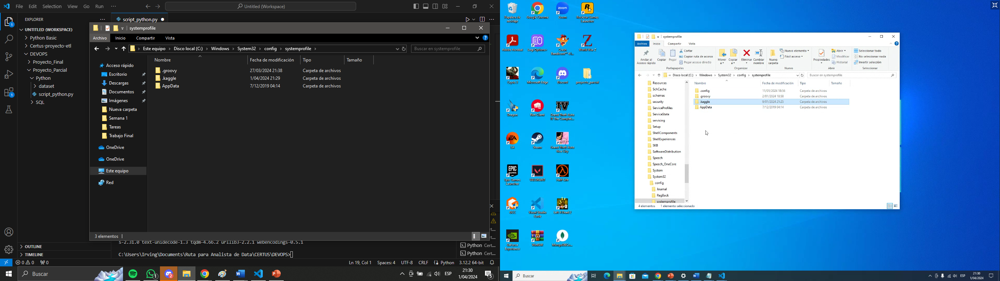 File Edit Selection View Go Run ···
Untitled (Workspace)
EXPLORER
script_python.py
UNTITLED (WORKSPACE)
Python Basic
Certus-proyecto-etl
DEVOPS
Proyecto_Final
Proyecto_Parcial
Python
dataset
script_python.py
SQL
OUTLINE
TIMELINE
systemprofile
Archivo Inicio Compartir Vista
Este equipo > Disco local (C:) > Windows > System32 > config > systemprofile >
Buscar en systemprofile
Nombre Fecha de modificación Tipo Tamaño
.groovy 27/03/2024 21:38 Carpeta de archivos
.kaggle 1/04/2024 21:29 Carpeta de archivos
AppData 7/12/2019 04:14 Carpeta de archivos
Acceso rápido
Escritorio
Descargas
Documentos
Imágenes
Nueva carpeta
Semana 1
Tareas
Trabajo Final
OneDrive
OneDrive
Este equipo
Red
3 elementos
s-2.31.0 text-unidecode-1.3 tqdm-4.66.2 urllib3-2.2.1 webencodings-0.5.1
C:\Users\Irving\Documents\Ruta para Analista de Data\CERTUS\DEVOPS>
Python Cert...
Python Cert...
0 0 0
Ln 19, Col 1 Spaces: 4 UTF-8 CRLF Python 3.12.2 64-bit
Buscar
1
2
ESP
21:30
1/04/2024
5
Papelera de reciclaje
Google Chrome
Zoom
Rockstar Games Launcher
Adobe Acrobat
Logi Options+
Crash Bandicoot™ 4 I...
World War Z
Crysis 3
Microsoft Edge
Discord
proyecto_parcial
Dragon
Riot Client
Grand Theft Auto IV The Complet...
EA
Steam
Grand Theft Auto Vice City
Epic Games Launcher
VALORANT
Half-Life
GCC
Visual Studio Code
Left 4 Dead 2
GeForce Experience
WinRAR
MongoDBCo...
systemprofile
Archivo Inicio Compartir Vista
Anclar al Acceso rápido
Copiar
Pegar
Cortar
Copiar ruta de acceso
Pegar acceso directo
Portapapeles
Mover a
Copiar a
Eliminar
Cambiar nombre
Organizar
Nueva carpeta
Nuevo elemento
Fácil acceso
Nuevo
Propiedades
Abrir
Modificar
Historial
Abrir
Seleccionar todo
No seleccionar nada
Invertir selección
Seleccionar
« Disco local (C:) > Windows > System32 > config > systemprofile
Buscar en systemprofile
Resources
SchCache
schemas
security
ServiceProfiles
ServiceState
servicing
Setup
ShellComponents
ShellExperiences
SKB
SoftwareDistribution
Speech
Speech_OneCore
System
System32
config
Journal
RegBack
systemprofile
Nombre Fecha de modificación Tipo Tamaño
.config 11/01/2024 18:56 Carpeta de archivos
.groovy 2/01/2024 18:58 Carpeta de archivos
.kaggle 9/01/2024 21:25 Carpeta de archivos
AppData 7/12/2019 04:14 Carpeta de archivos
4 elementos 1 elemento seleccionado
Buscar
ESP
21:30
1/04/2024